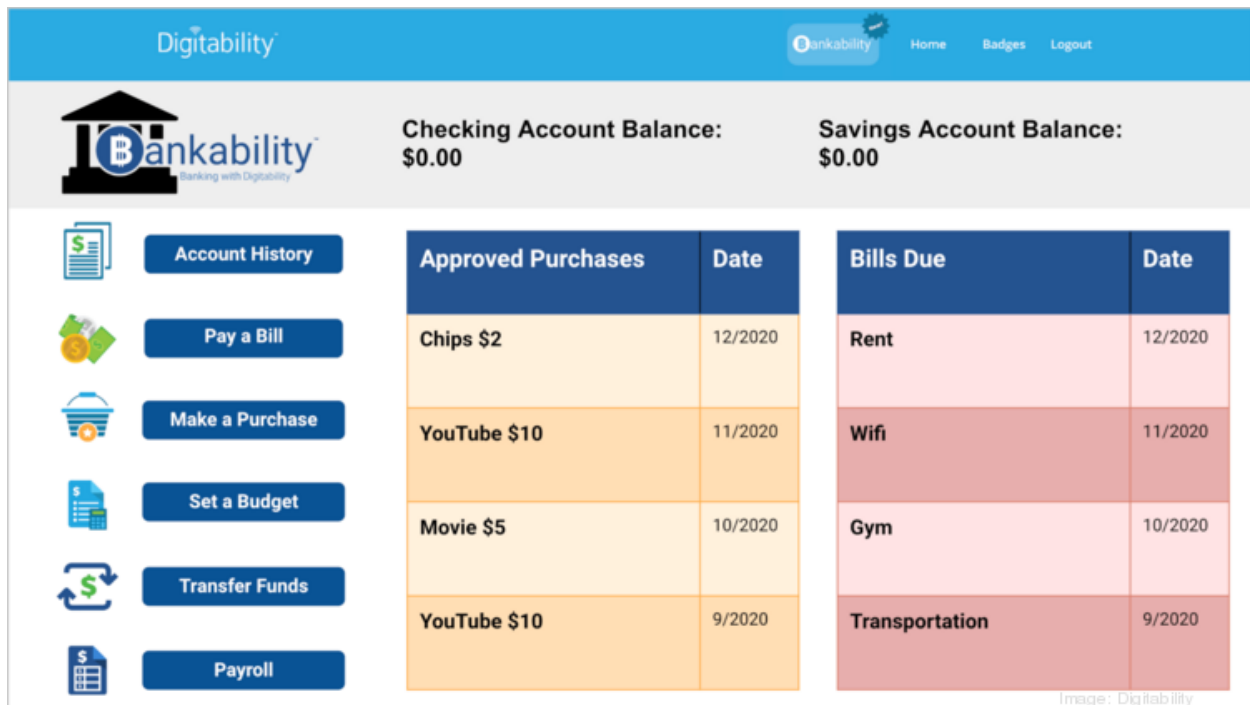 Digitability
Bankability
Home
Badges
Logout
Bankability™
Banking with Digitability
Checking Account Balance:
$0.00
Savings Account Balance:
$0.00
Account History
Pay a Bill
Make a Purchase
Set a Budget
Transfer Funds
Payroll
Approved Purchases Date
Chips $2 12/2020
YouTube $10 11/2020
Movie $5 10/2020
YouTube $10 9/2020
Bills Due Date
Rent 12/2020
Wifi 11/2020
Gym 10/2020
Transportation 9/2020
Image: Digitability